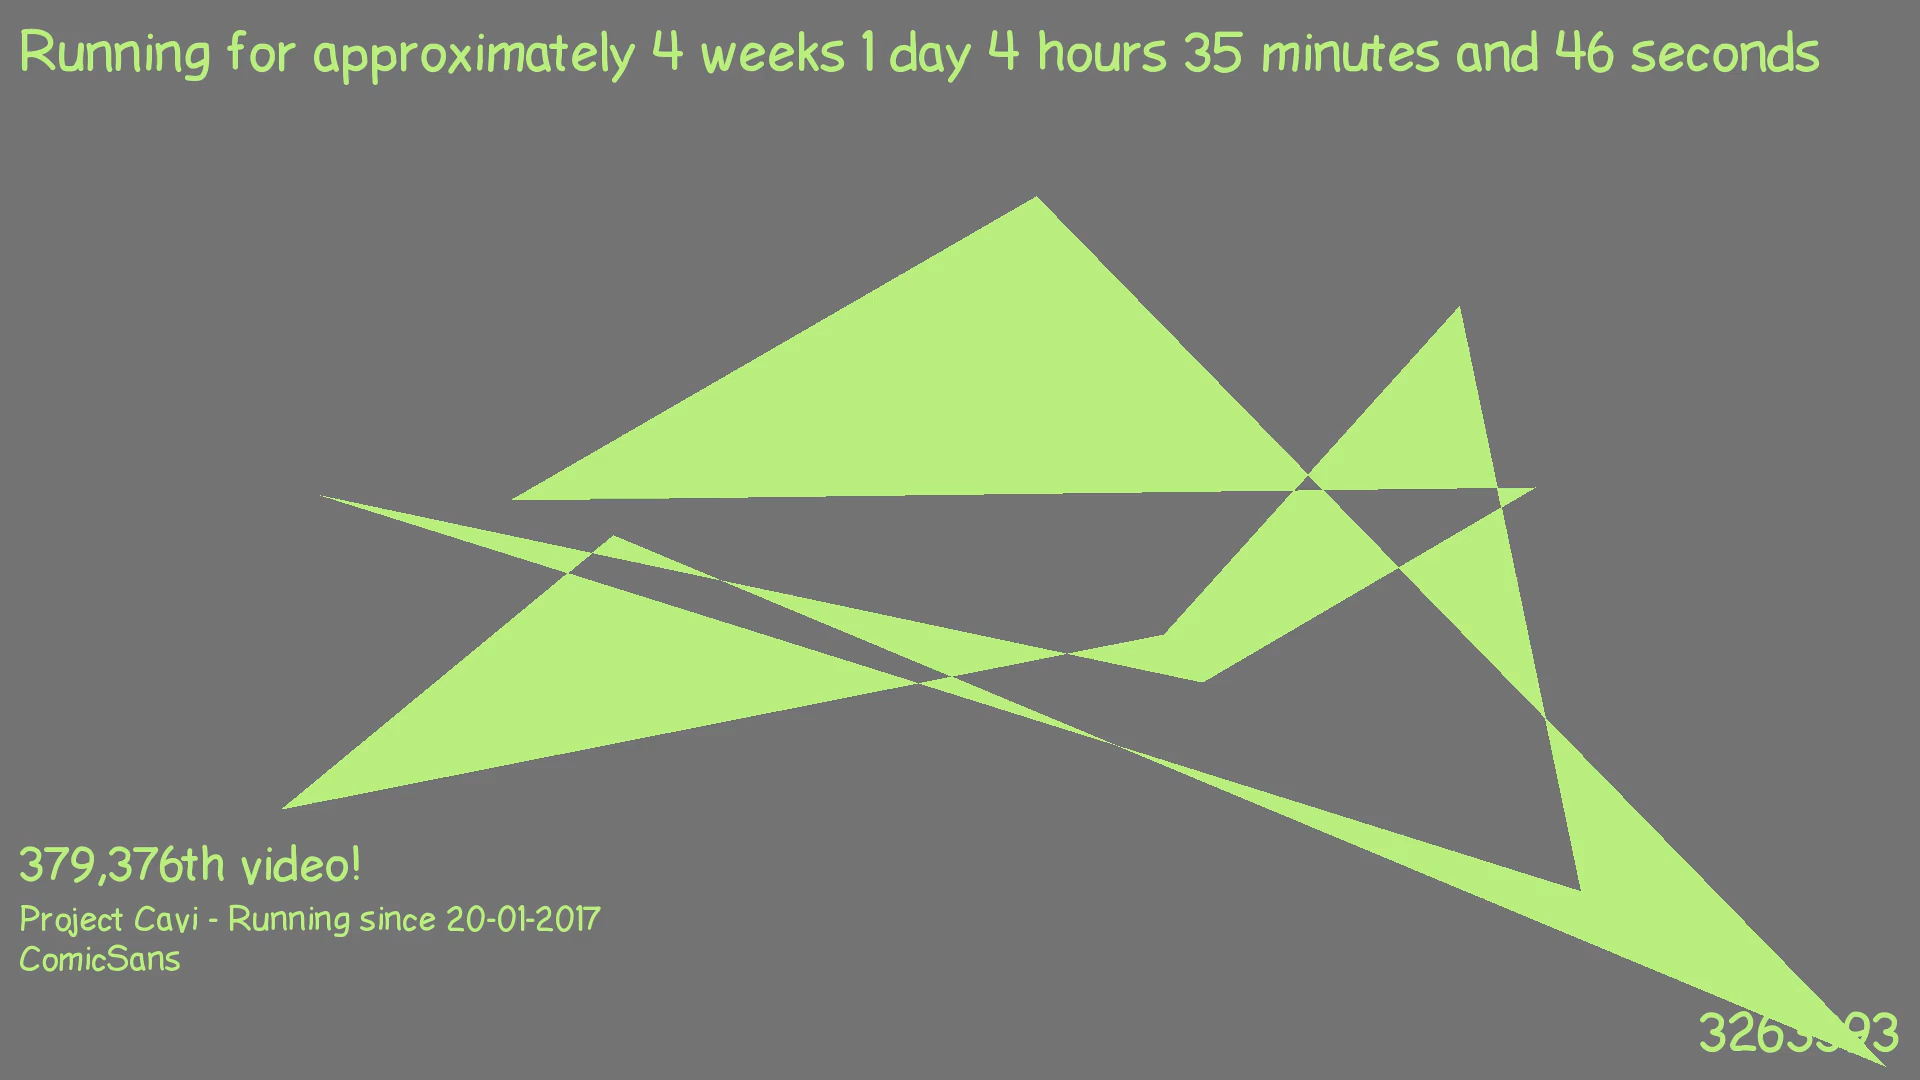 Running for approximately 4 weeks 1 day 4 hours 35 minutes and 46 seconds
379,376th video!
Project Cavi - Running since 20-01-2017
ComicSans